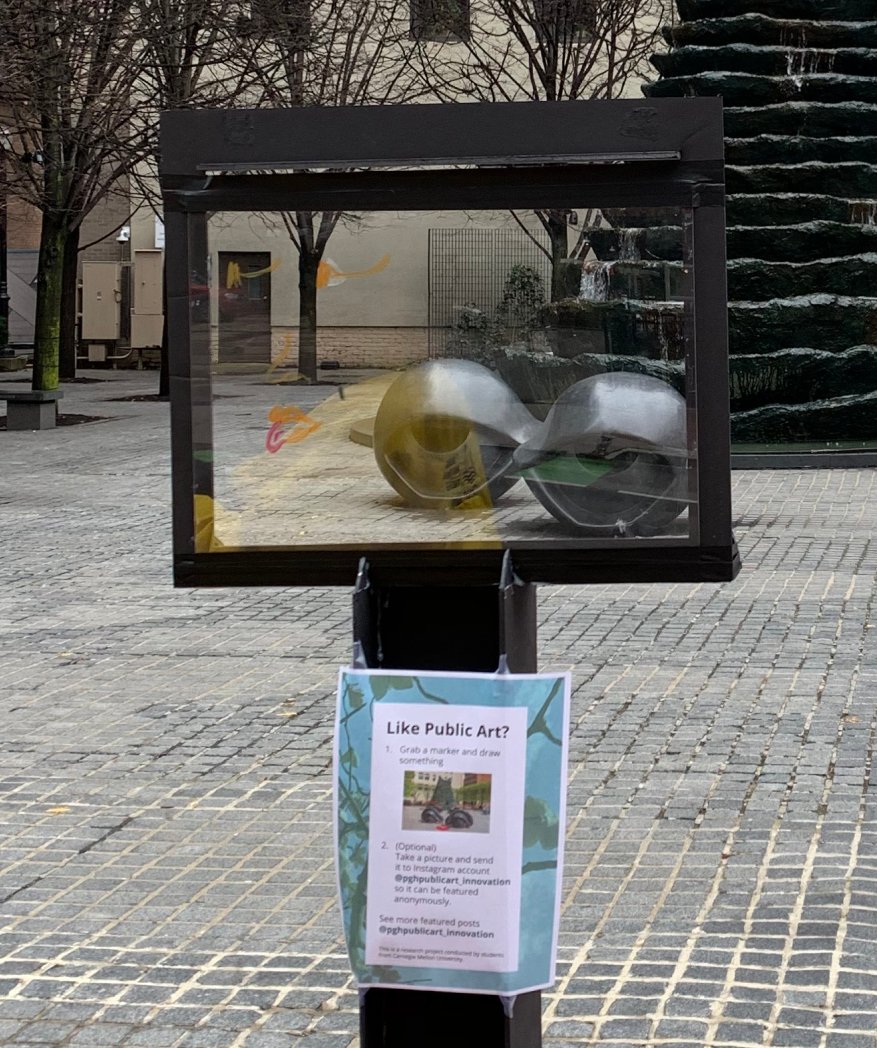 Like Public Art?
1. Grab a marker and draw
something
2. (Optional)
Take a picture and send
it to Instagram account
@pghpublicart_innovation
so it can be featured
anonymously.
See more featured posts
@pghpublicart_innovation
This is a research project conducted by students
from Carnegie Mellon University.